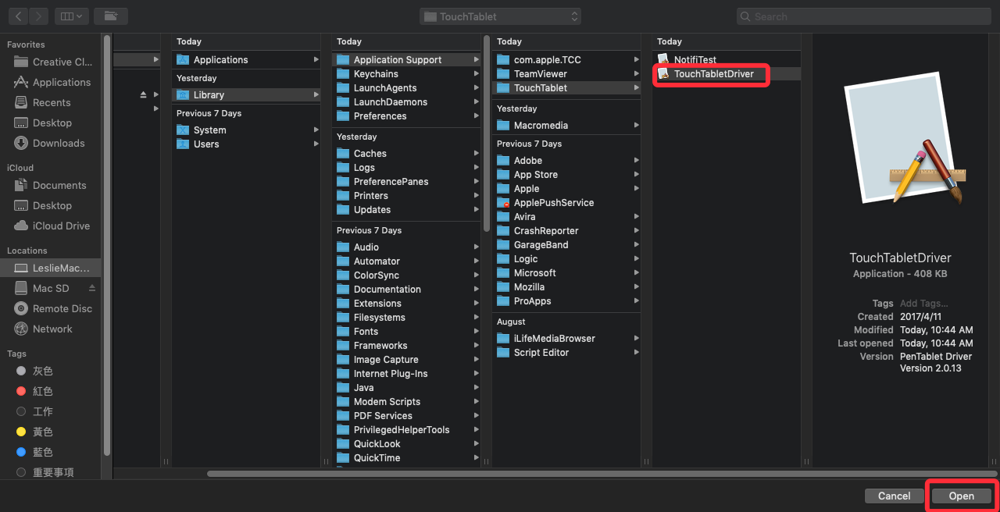 TouchTablet
Search
Favorites
Creative Cl...
Applications
Recents
Desktop
Downloads
iCloud
Documents
Desktop
iCloud Drive
Locations
LeslieMac...
Mac SD
Remote Disc
Network
Tags
灰色
紅色
工作
黃色
藍色
重要事項
Today
Applications
Yesterday
Library
Previous 7 Days
System
Users
Today
Application Support
Keychains
LaunchAgents
LaunchDaemons
Preferences
Yesterday
Caches
Logs
PreferencePanes
Printers
Updates
Previous 7 Days
Audio
Automator
ColorSync
Documentation
Extensions
Filesystems
Fonts
Frameworks
Image Capture
Internet Plug-Ins
Java
Modem Scripts
PDF Services
PrivilegedHelperTools
QuickLook
QuickTime
Today
com.apple.TCC
TeamViewer
TouchTablet
Yesterday
Macromedia
Previous 7 Days
Adobe
App Store
Apple
ApplePushService
Avira
CrashReporter
GarageBand
Logic
Microsoft
Mozilla
ProApps
August
iLifeMediaBrowser
Script Editor
Today
NotifiTest
TouchTabletDriver
TouchTabletDriver
Application - 408 KB
Tags Add Tags...
Created 2017/4/11
Modified Today, 10:44 AM
Last opened Today, 10:44 AM
Version PenTablet Driver
Version 2.0.13
Cancel
Open